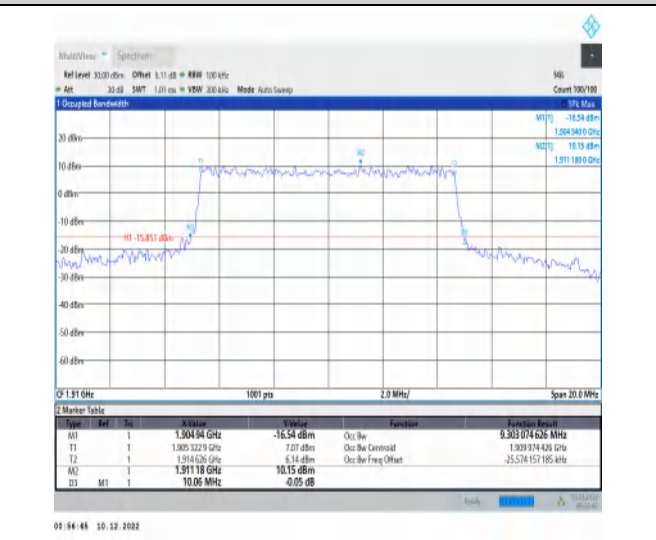 MultiView Spectrum
Ref Level 30.00 dBm Offset 8.11 dB RBW 100 kHz SGL
Att 30 dB SWT 1.01 ms VBW 300 kHz Mode Auto Sweep Count 100/100
1 Occupied Bandwidth 1Pk Max
M1[1] -16.54 dBm
1.904 940 0 GHz
20 dBm M2[1] 10.15 dBm
1.911 180 0 GHz
M2
T1
10 dBm
0 dBm
-10 dBm
H1 -15.851 dBm
-20 dBm
-30 dBm
-40 dBm
-50 dBm
-60 dBm
CF 1.91 GHz 1001 pts 2.0 MHz/ Span 20.0 MHz
2 Marker Table
Type Ref Trc X-Value Y-Value Function Function Result
M1 1 1.904 94 GHz -16.54 dBm Occ Bw 9.303 074 626 MHz
T1 1 1.905 322 9 GHz 7.07 dBm Occ Bw Centroid 1.909 974 426 GHz
T2 1 1.914 626 GHz 6.14 dBm Occ Bw Freq Offset -25.574 157 185 kHz
M2 1 1.911 18 GHz 10.15 dBm
D3 M1 1 10.06 MHz -0.05 dB
10.12.2022